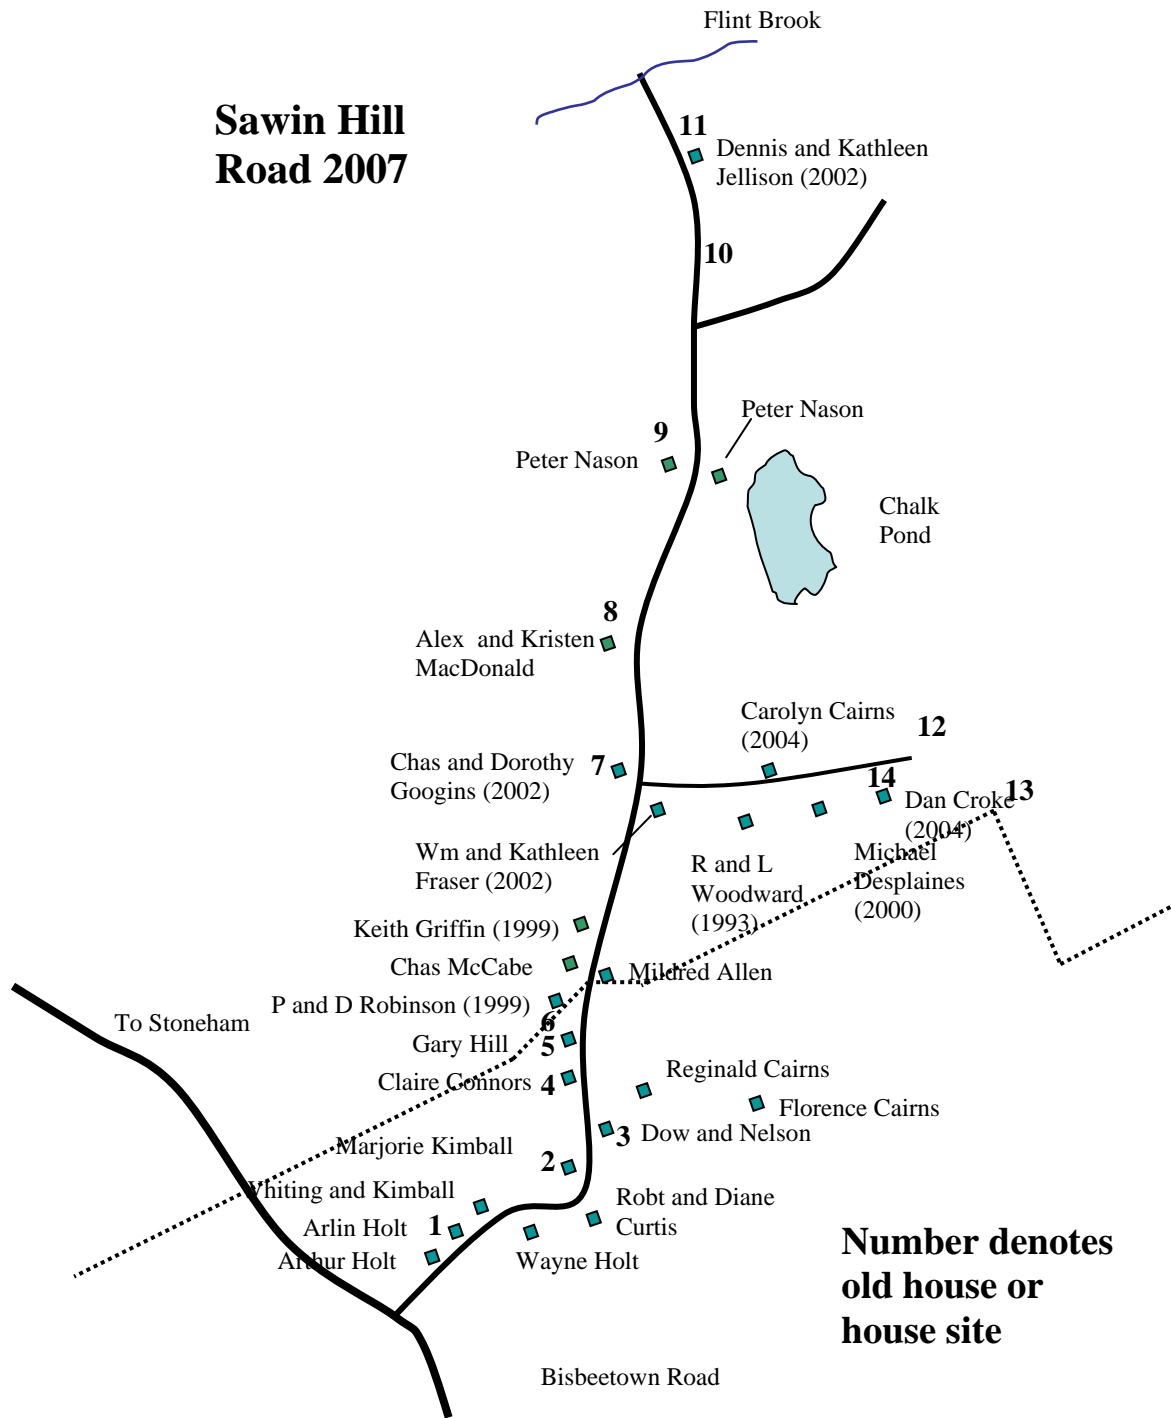 Flint Brook
Sawin Hill
Road 2007
11
Dennis and Kathleen
Jellison (2002)
10
Peter Nason
9
Peter Nason
Chalk
Pond
8
Alex and Kristen
MacDonald
Carolyn Cairns
(2004)
12
Chas and Dorothy
Googins (2002)
7
14
13
Dan Croke
(2004)
Wm and Kathleen
Fraser (2002)
R and L
Woodward
(1993)
Michael
Desplaines
(2000)
Keith Griffin (1999)
Chas McCabe
Mildred Allen
P and D Robinson (1999)
To Stoneham
6
Gary Hill
5
Claire Connors
4
Reginald Cairns
Florence Cairns
3
Dow and Nelson
Marjorie Kimball
2
Whiting and Kimball
Robt and Diane
Curtis
Arlin Holt
1
Arthur Holt
Wayne Holt
Number denotes
old house or
house site
Bisbeetown Road